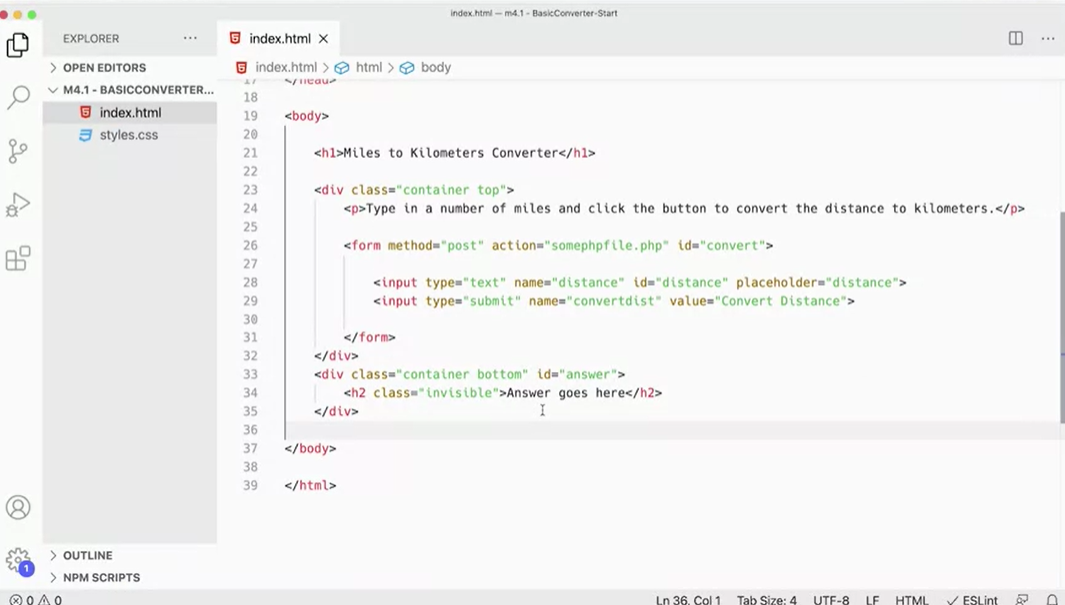 index.html — m4.1 - BasicConverter-Start
EXPLORER
OPEN EDITORS
M4.1 - BASICCONVERTER...
index.html
styles.css
OUTLINE
NPM SCRIPTS
index.html
index.html > html > body
17 </head>
18
19 <body>
20
21 <h1>Miles to Kilometers Converter</h1>
22
23 <div class="container top">
24 <p>Type in a number of miles and click the button to convert the distance to kilometers.</p>
25
26 <form method="post" action="somephpfile.php" id="convert">
27
28 <input type="text" name="distance" id="distance" placeholder="distance">
29 <input type="submit" name="convertdist" value="Convert Distance">
30
31 </form>
32 </div>
33 <div class="container bottom" id="answer">
34 <h2 class="invisible">Answer goes here</h2>
35 </div>
36
37 </body>
38
39 </html>
1
0 0
Ln 36, Col 1 Tab Size: 4 UTF-8 LF HTML ESLint